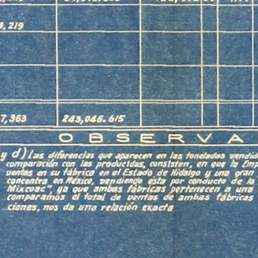 ,219
7,353 243,046.615
OBSERVA
y d) Las diferencias que aparecen en las toneladas vendid
comparación con las producidas, consisten, en que la Emp
ventas en su fábrica en el Estado de Hidalgo y una gran
concentra en México, vendiendo ésta por conducto de la
Mixcoac", ya que ambas fábricas pertenecen a una
comparamos el total de ventas de ambas fábricas
ciones, nos da una relación exacta